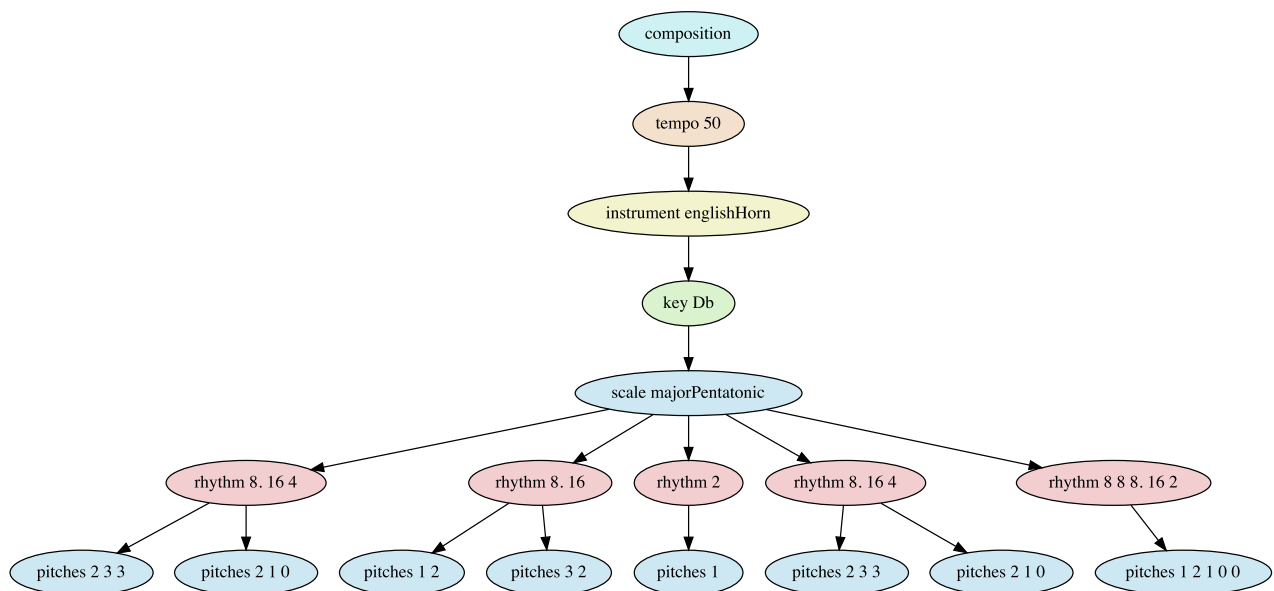 composition
tempo 50
instrument englishHorn
key Db
scale majorPentatonic
rhythm 8. 16 4
rhythm 8. 16
rhythm 2
rhythm 8. 16 4
rhythm 8 8 8. 16 2
pitches 2 3 3
pitches 2 1 0
pitches 1 2
pitches 3 2
pitches 1
pitches 2 3 3
pitches 2 1 0
pitches 1 2 1 0 0